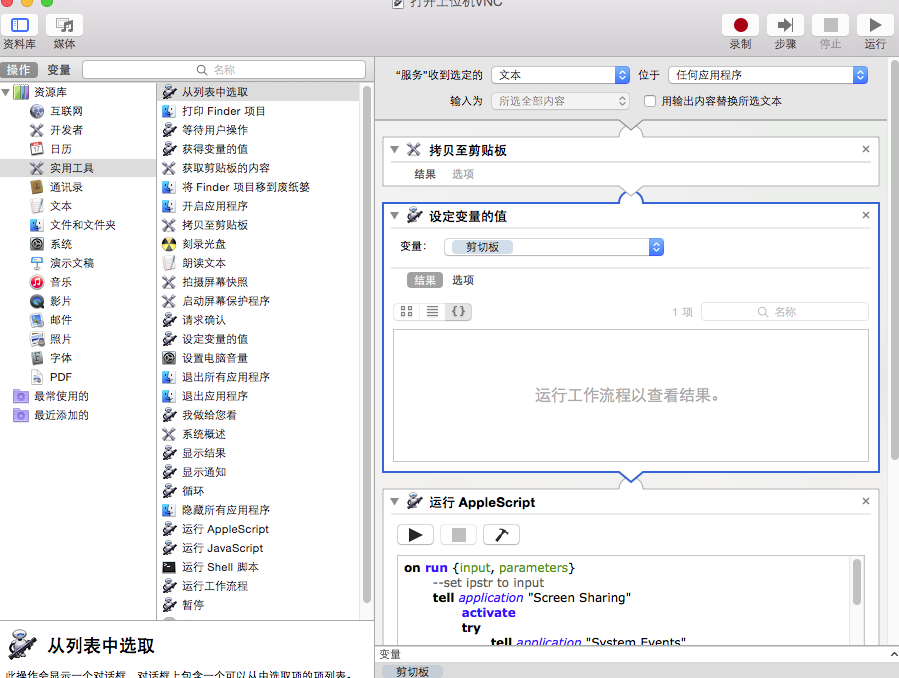 打开上位机VNC
资料库
媒体
录制
步骤
停止
运行
操作
变量
名称
资源库
互联网
开发者
日历
实用工具
通讯录
文本
文件和文件夹
系统
演示文稿
音乐
影片
邮件
照片
字体
PDF
最常使用的
最近添加的
从列表中选取
打印 Finder 项目
等待用户操作
获得变量的值
获取剪贴板的内容
将 Finder 项目移到废纸篓
开启应用程序
拷贝至剪贴板
刻录光盘
朗读文本
拍摄屏幕快照
启动屏幕保护程序
请求确认
设定变量的值
设置电脑音量
退出所有应用程序
退出应用程序
我做给您看
系统概述
显示结果
显示通知
循环
隐藏所有应用程序
运行 AppleScript
运行 JavaScript
运行 Shell 脚本
运行工作流程
暂停
从列表中选取
此操作会显示一个对话框，对话框上包含一个可以从中选取项的项列表。
“服务”收到选定的 文本 位于 任何应用程序
输入为 所选全部内容 用输出内容替换所选文本
拷贝至剪贴板
结果 选项
设定变量的值
变量： 剪切板
结果 选项
1 项 名称
运行工作流程以查看结果。
运行 AppleScript
on run {input, parameters}
--set ipstr to input
tell application "Screen Sharing"
activate
try
tell application "System Events"
变量
剪切板